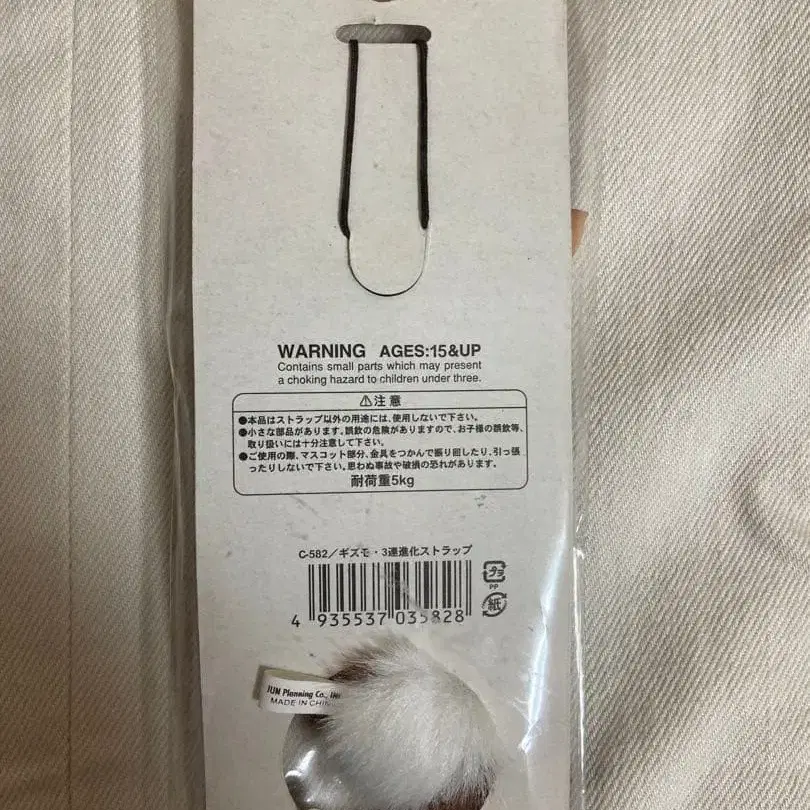 WARNING AGES:15&UP
Contains small parts which may present
a choking hazard to children under three.
⚠注意
●本品はストラップ以外の用途には、使用しないで下さい。
●小さな部品があります。誤飲の危険がありますので、お子様の誤飲等、
取り扱いには十分注意して下さい。
●ご使用の際、マスコット部分、金具をつかんで振り回したり、引っ張
ったりしないで下さい。思わぬ事故や破損の恐れがあります。
耐荷重5kg
C-582／ギズモ・3連進化ストラップ
4 935537 035828
プラ
PP
紙
JUN Planning Co.,
MADE IN CHIN